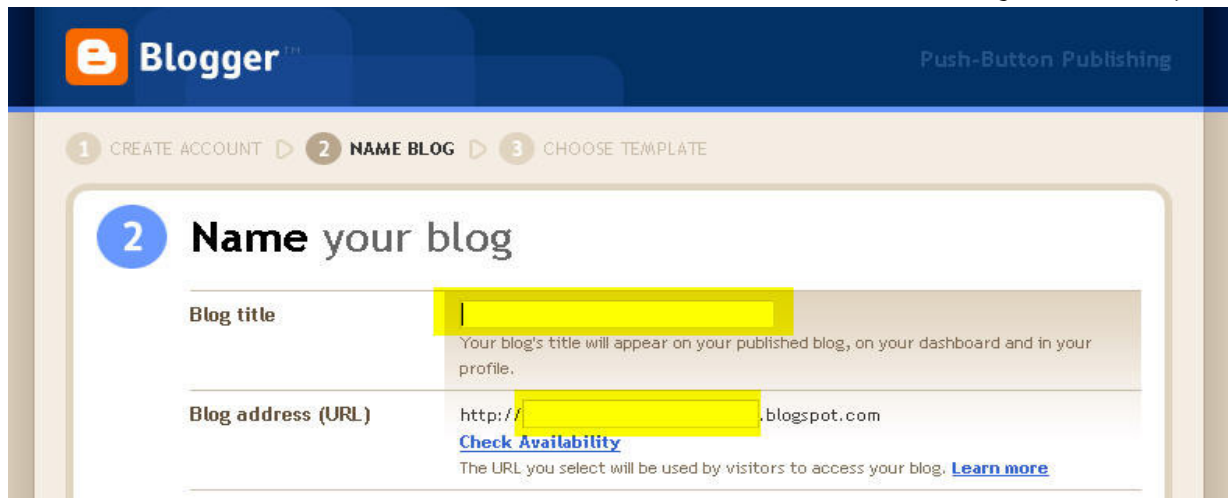 Blogger™
Push-Button Publishing
1 CREATE ACCOUNT 2 NAME BLOG 3 CHOOSE TEMPLATE
2 Name your blog
Blog title
Your blog's title will appear on your published blog, on your dashboard and in your
profile.
Blog address (URL) http:// .blogspot.com
Check Availability
The URL you select will be used by visitors to access your blog. Learn more